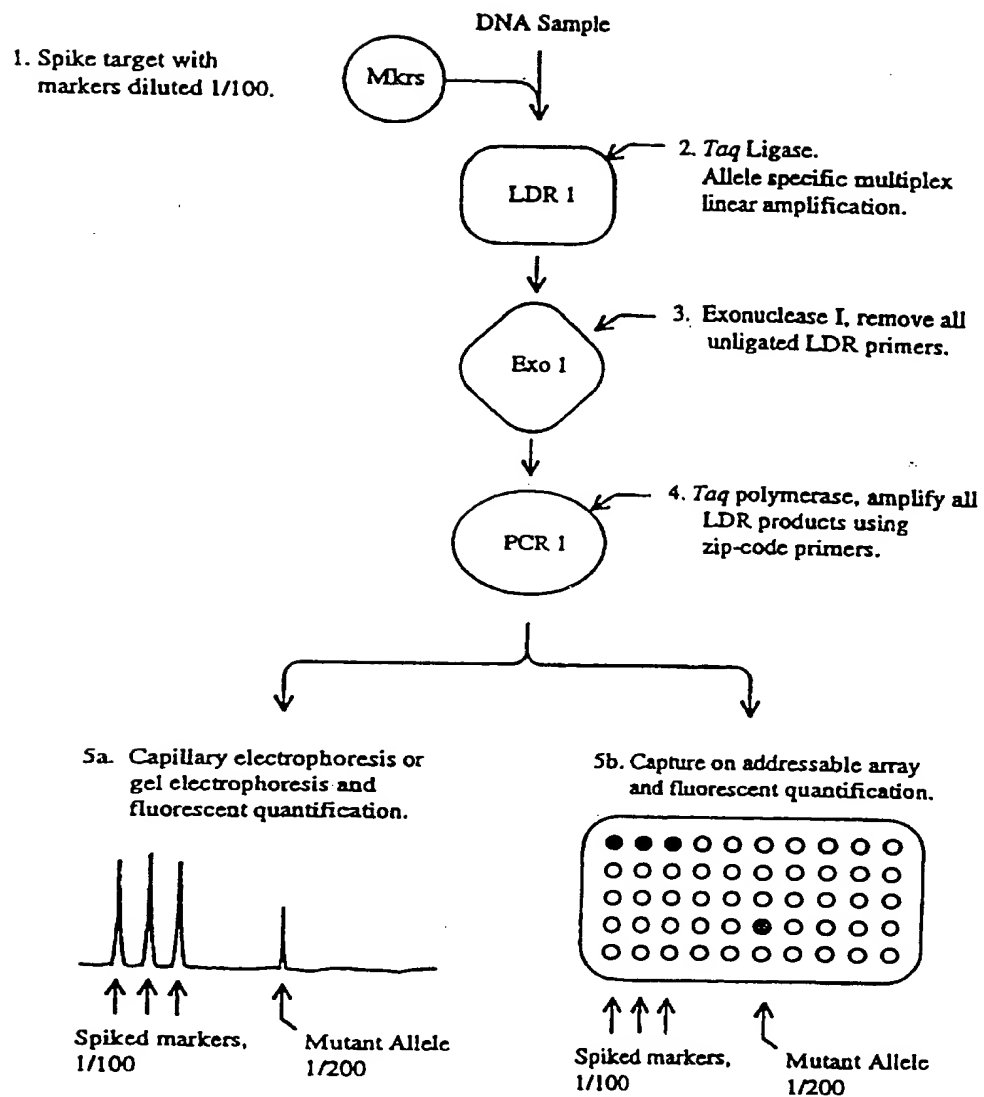 DNA Sample
1. Spike target with
markers diluted 1/100.
Mkrs
2. Taq Ligase.
Allele specific multiplex
linear amplification.
LDR 1
3. Exonuclease I, remove all
unligated LDR primers.
Exo 1
4. Taq polymerase, amplify all
LDR products using
zip-code primers.
PCR 1
5a. Capillary electrophoresis or
gel electrophoresis and
fluorescent quantification.
5b. Capture on addressable array
and fluorescent quantification.
Spiked markers,
1/100
Mutant Allele
1/200
Spiked markers,
1/100
Mutant Allele
1/200